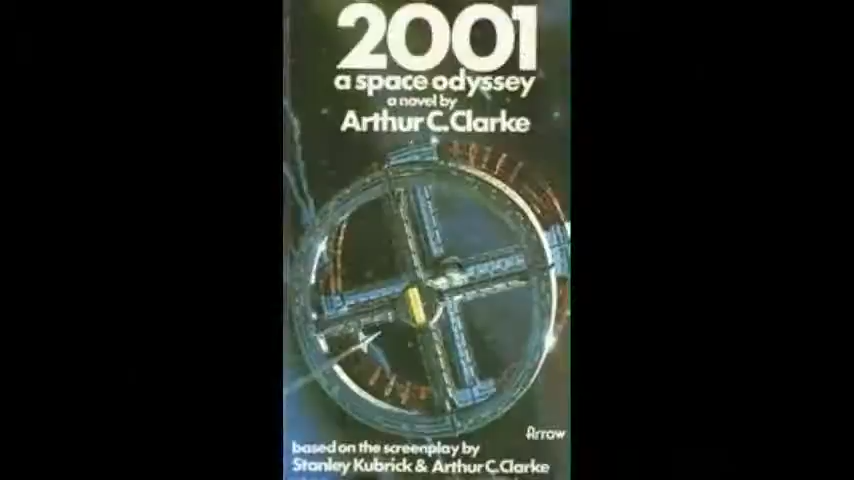 2001
a space odyssey
a novel by
Arthur C. Clarke
Arrow
based on the screenplay by
Stanley Kubrick & Arthur C. Clarke